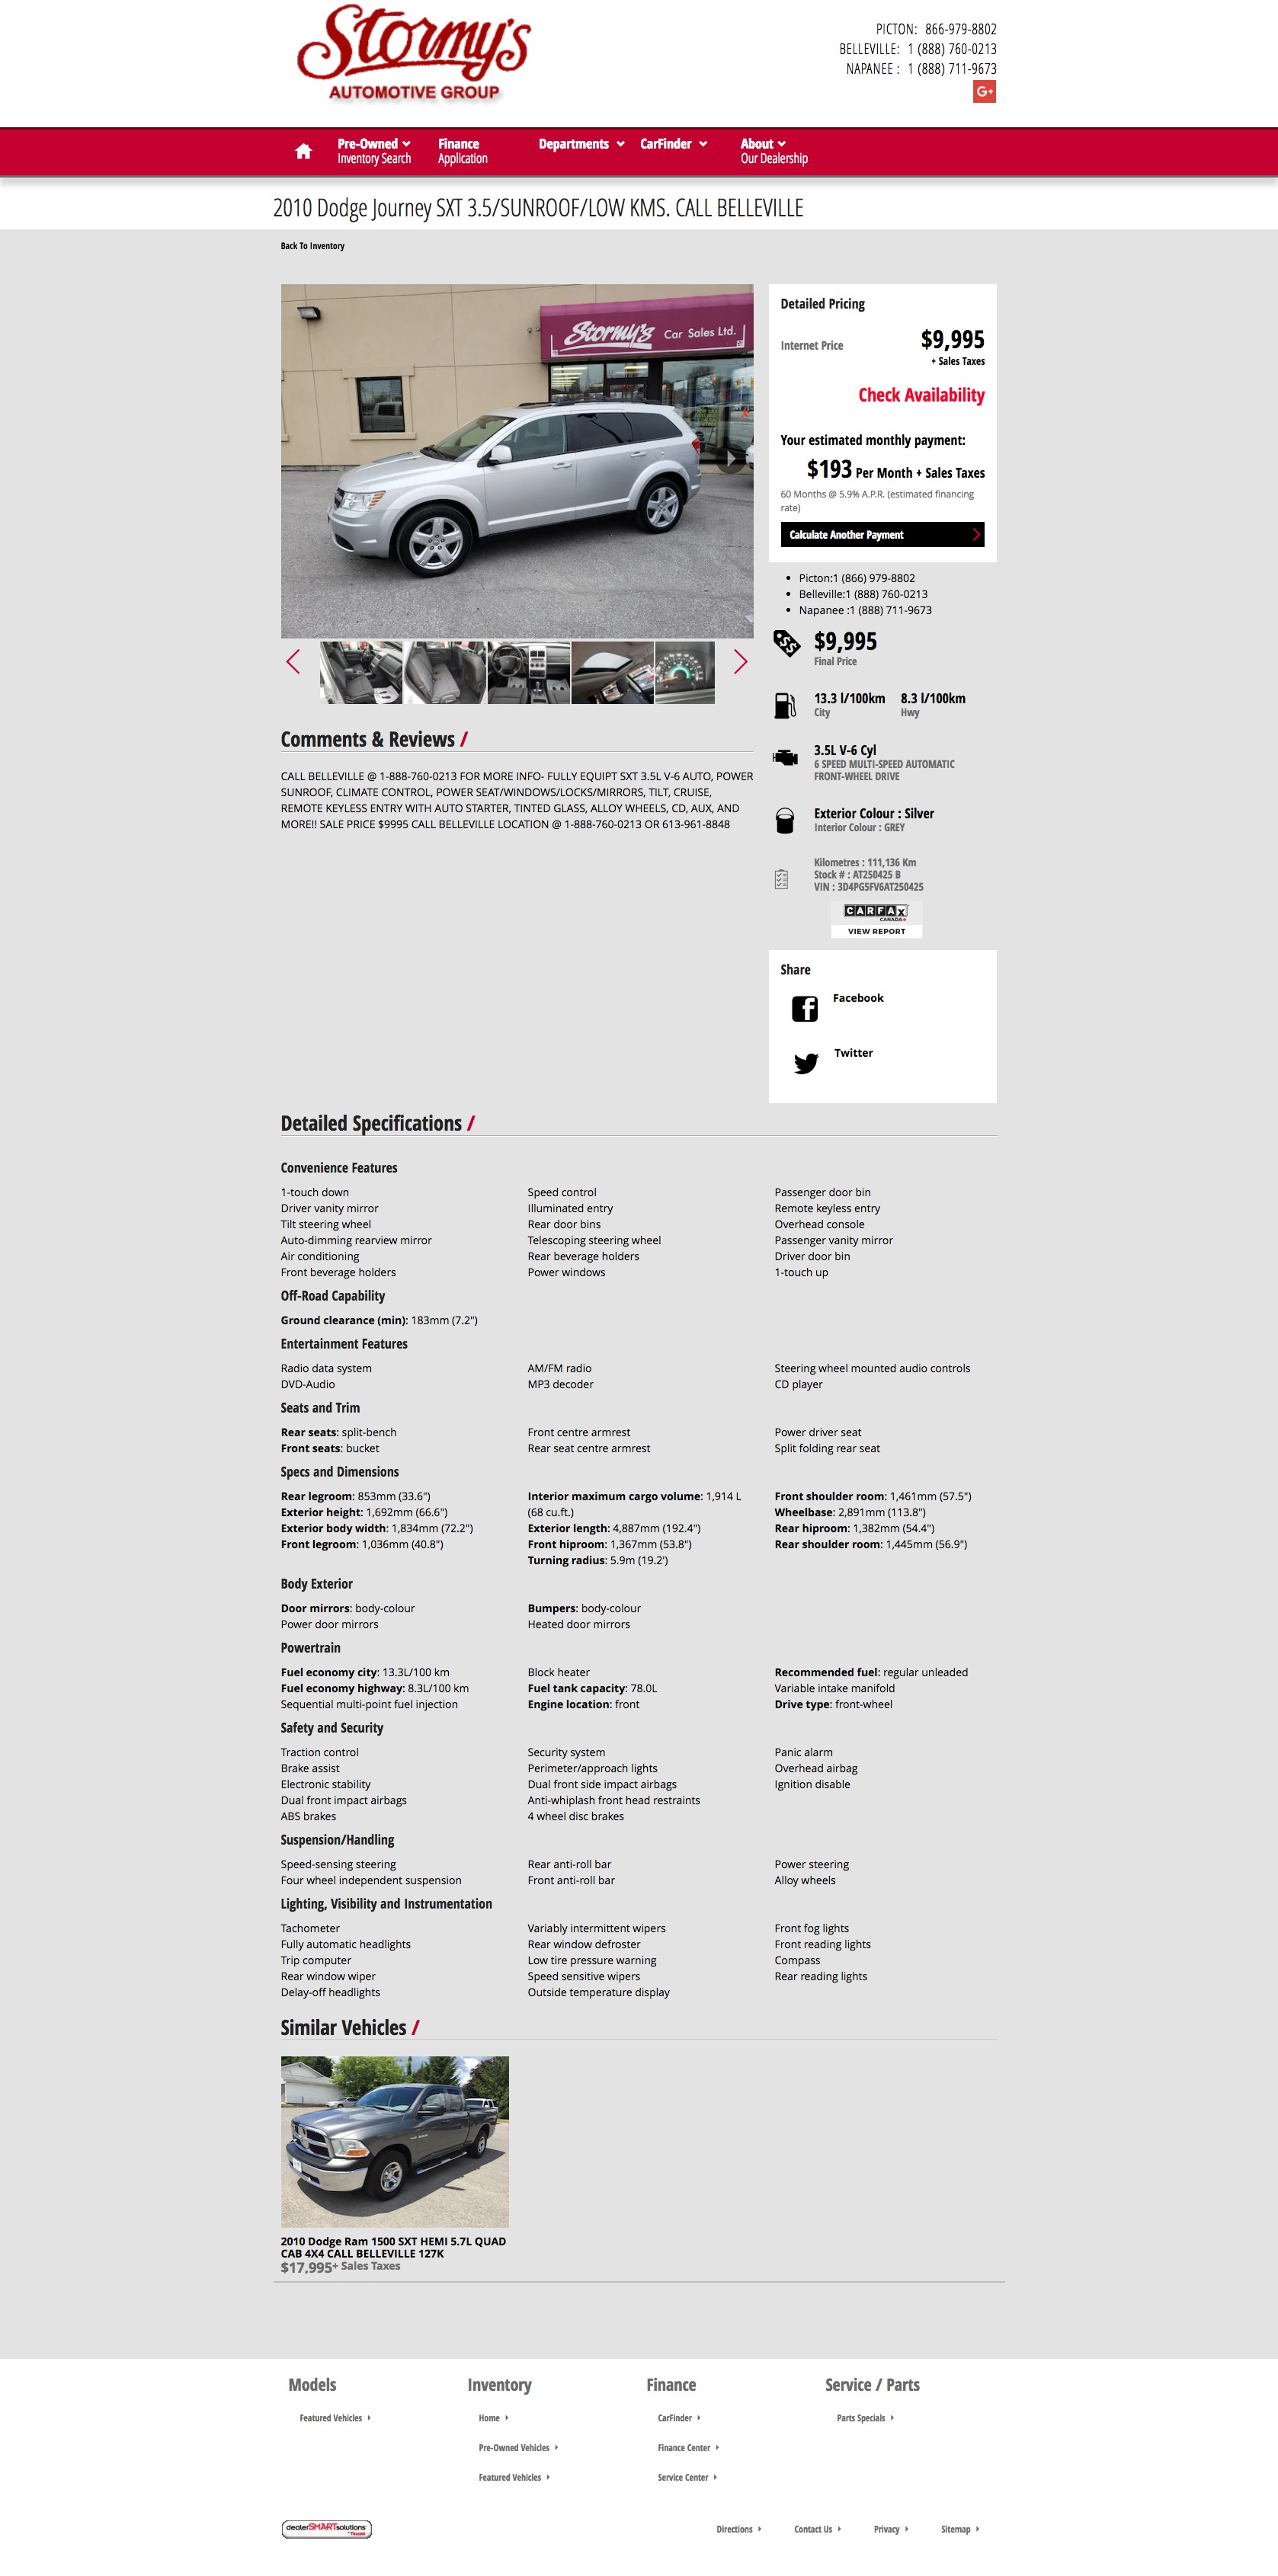 Stormy's
AUTOMOTIVE GROUP
PICTON: 866-979-8802
BELLEVILLE: 1 (888) 760-0213
NAPANEE : 1 (888) 711-9673
G+
Pre-Owned
Inventory Search
Finance
Application
Departments
CarFinder
About
Our Dealership
2010 Dodge Journey SXT 3.5/SUNROOF/LOW KMS. CALL BELLEVILLE
Back To Inventory
Stormy's Car Sales Ltd.
Detailed Pricing
Internet Price $9,995
+ Sales Taxes
Check Availability
Your estimated monthly payment:
$193 Per Month + Sales Taxes
60 Months @ 5.9% A.P.R. (estimated financing
rate)
Calculate Another Payment
Picton:1 (866) 979-8802
Belleville:1 (888) 760-0213
Napanee :1 (888) 711-9673
$9,995
Final Price
13.3 l/100km 8.3 l/100km
City Hwy
3.5L V-6 Cyl
6 SPEED MULTI-SPEED AUTOMATIC
FRONT-WHEEL DRIVE
Exterior Colour : Silver
Interior Colour : GREY
Kilometres : 111,136 Km
Stock # : AT250425 B
VIN : 3D4PG5FV6AT250425
CARFAX
CANADA
VIEW REPORT
Share
Facebook
Twitter
Comments & Reviews /
CALL BELLEVILLE @ 1-888-760-0213 FOR MORE INFO- FULLY EQUIPT SXT 3.5L V-6 AUTO, POWER
SUNROOF, CLIMATE CONTROL, POWER SEAT/WINDOWS/LOCKS/MIRRORS, TILT, CRUISE,
REMOTE KEYLESS ENTRY WITH AUTO STARTER, TINTED GLASS, ALLOY WHEELS, CD, AUX, AND
MORE!! SALE PRICE $9995 CALL BELLEVILLE LOCATION @ 1-888-760-0213 OR 613-961-8848
Detailed Specifications /
Convenience Features
1-touch down Speed control Passenger door bin
Driver vanity mirror Illuminated entry Remote keyless entry
Tilt steering wheel Rear door bins Overhead console
Auto-dimming rearview mirror Telescoping steering wheel Passenger vanity mirror
Air conditioning Rear beverage holders Driver door bin
Front beverage holders Power windows 1-touch up
Off-Road Capability
Ground clearance (min): 183mm (7.2")
Entertainment Features
Radio data system AM/FM radio Steering wheel mounted audio controls
DVD-Audio MP3 decoder CD player
Seats and Trim
Rear seats: split-bench Front centre armrest Power driver seat
Front seats: bucket Rear seat centre armrest Split folding rear seat
Specs and Dimensions
Rear legroom: 853mm (33.6") Interior maximum cargo volume: 1,914 L Front shoulder room: 1,461mm (57.5")
Exterior height: 1,692mm (66.6") (68 cu.ft.) Wheelbase: 2,891mm (113.8")
Exterior body width: 1,834mm (72.2") Exterior length: 4,887mm (192.4") Rear hiproom: 1,382mm (54.4")
Front legroom: 1,036mm (40.8") Front hiproom: 1,367mm (53.8") Rear shoulder room: 1,445mm (56.9")
Turning radius: 5.9m (19.2')
Body Exterior
Door mirrors: body-colour Bumpers: body-colour
Power door mirrors Heated door mirrors
Powertrain
Fuel economy city: 13.3L/100 km Block heater Recommended fuel: regular unleaded
Fuel economy highway: 8.3L/100 km Fuel tank capacity: 78.0L Variable intake manifold
Sequential multi-point fuel injection Engine location: front Drive type: front-wheel
Safety and Security
Traction control Security system Panic alarm
Brake assist Perimeter/approach lights Overhead airbag
Electronic stability Dual front side impact airbags Ignition disable
Dual front impact airbags Anti-whiplash front head restraints
ABS brakes 4 wheel disc brakes
Suspension/Handling
Speed-sensing steering Rear anti-roll bar Power steering
Four wheel independent suspension Front anti-roll bar Alloy wheels
Lighting, Visibility and Instrumentation
Tachometer Variably intermittent wipers Front fog lights
Fully automatic headlights Rear window defroster Front reading lights
Trip computer Low tire pressure warning Compass
Rear window wiper Speed sensitive wipers Rear reading lights
Delay-off headlights Outside temperature display
Similar Vehicles /
2010 Dodge Ram 1500 SXT HEMI 5.7L QUAD
CAB 4X4 CALL BELLEVILLE 127K
$17,995+ Sales Taxes
Models Inventory Finance Service / Parts
Featured Vehicles Home CarFinder Parts Specials
Pre-Owned Vehicles Finance Center
Featured Vehicles Service Center
dealerSMARTsolutions
Directions Contact Us Privacy Sitemap